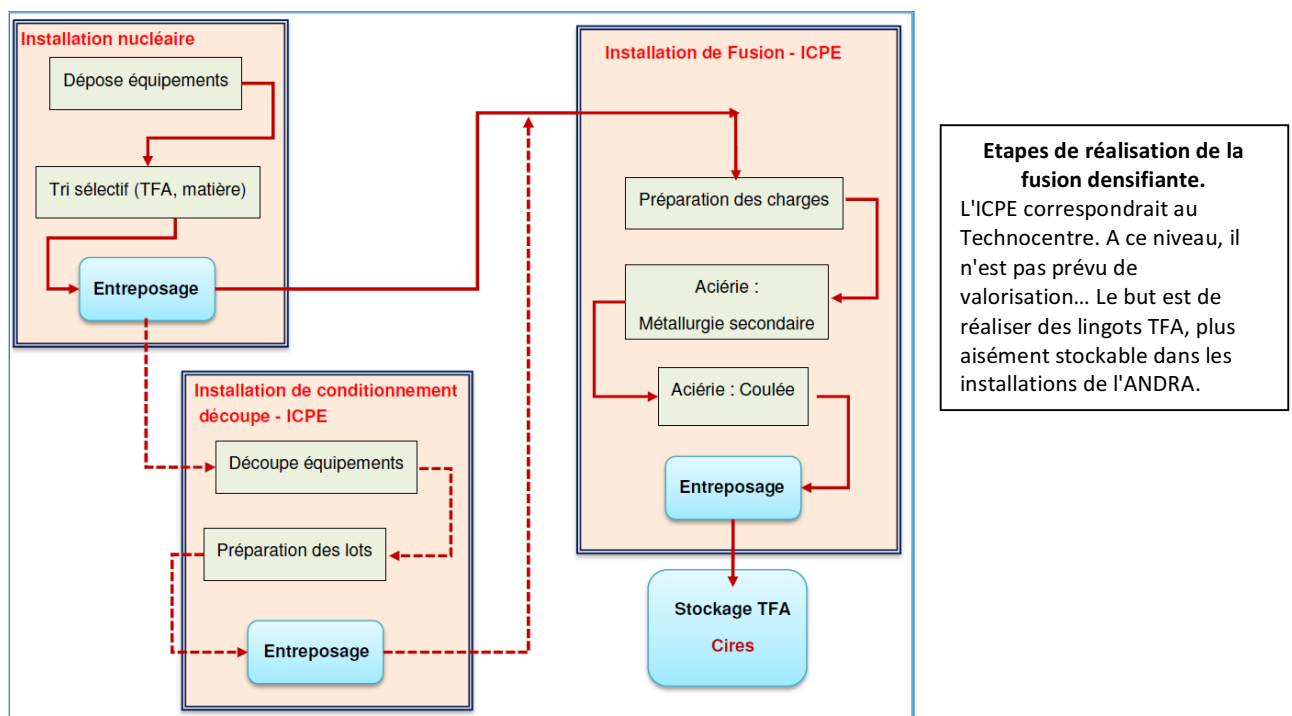 Installation nucléaire
Dépose équipements
Tri sélectif (TFA, matière)
Entreposage
Installation de conditionnement
découpe - ICPE
Découpe équipements
Préparation des lots
Entreposage
Installation de Fusion - ICPE
Préparation des charges
Aciérie :
Métallurgie secondaire
Aciérie : Coulée
Entreposage
Stockage TFA
Cires
Etapes de réalisation de la
fusion densifiante.
L'ICPE correspondrait au
Technocentre. A ce niveau, il
n'est pas prévu de
valorisation... Le but est de
réaliser des lingots TFA, plus
aisément stockable dans les
installations de l'ANDRA.